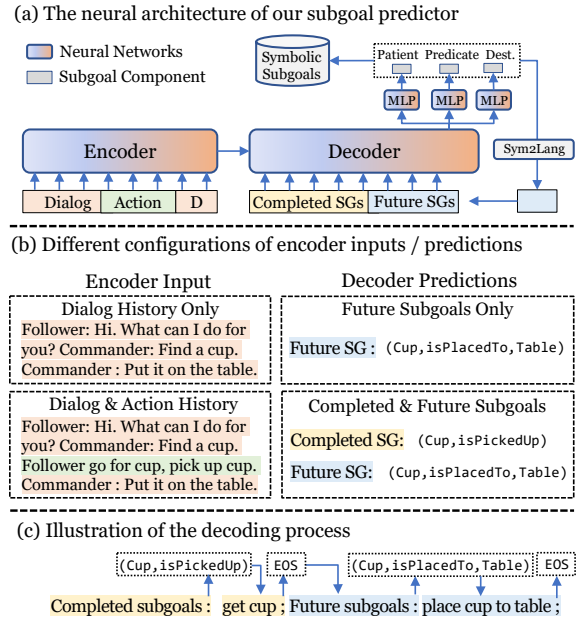 (a) The neural architecture of our subgoal predictor
Neural Networks
Subgoal Component
Symbolic
Subgoals
Patient Predicate Dest.
MLP MLP MLP
Encoder
Decoder
Sym2Lang
Dialog Action D
Completed SGs Future SGs
(b) Different configurations of encoder inputs / predictions
Encoder Input
Decoder Predictions
Dialog History Only
Follower: Hi. What can I do for
you? Commander: Find a cup.
Commander : Put it on the table.
Future Subgoals Only
Future SG : (Cup,isPlacedTo,Table)
Dialog & Action History
Follower: Hi. What can I do for
you? Commander: Find a cup.
Follower go for cup, pick up cup.
Commander : Put it on the table.
Completed & Future Subgoals
Completed SG: (Cup,isPickedUp)
Future SG: (Cup,isPlacedTo,Table)
(c) Illustration of the decoding process
(Cup,isPickedUp) EOS (Cup,isPlacedTo,Table) EOS
Completed subgoals : get cup ; Future subgoals : place cup to table ;